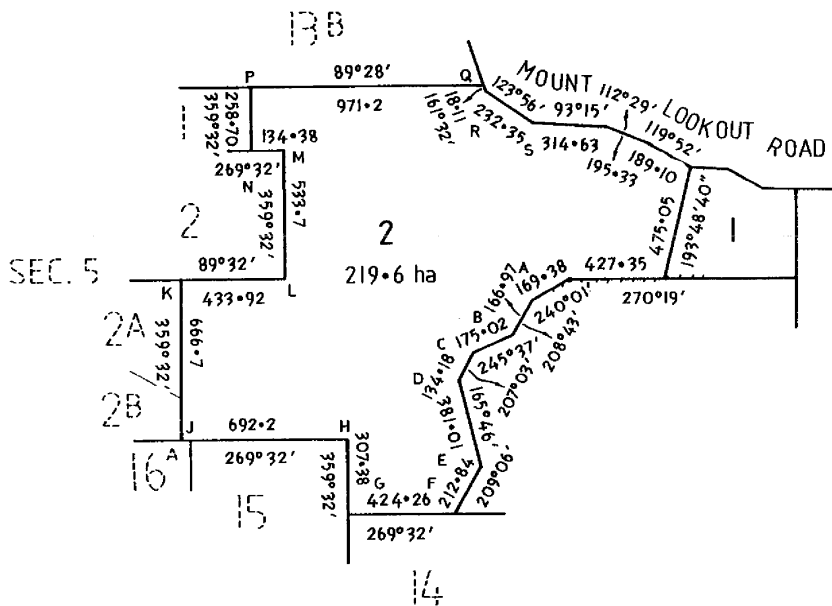 13 B
P
89°28'
Q
971•2
258•70
359°32'
1
134•38
M
269°32'
N
18•11
161°32'
R
123°56'
232•35
S
93°15'
314•63
112°29'
195•33
119°52'
189•10
MOUNT LOOKOUT ROAD
2
359°32'
533•7
2
219•6 ha
475•05
193°48'40"
1
SEC. 5
89°32'
K
433•92
L
427•35
270°19'
A
169•38
240°01'
166•97
208°43'
B
175•02
245°37'
C
134•18
207°03'
D
381•01
165°46'
2A
359°32'
666•7
2B
J
692•2
H
16A
269°32'
307•38
359°32'
15
G
424•26
F
E
212•84
209°06'
269°32'
14